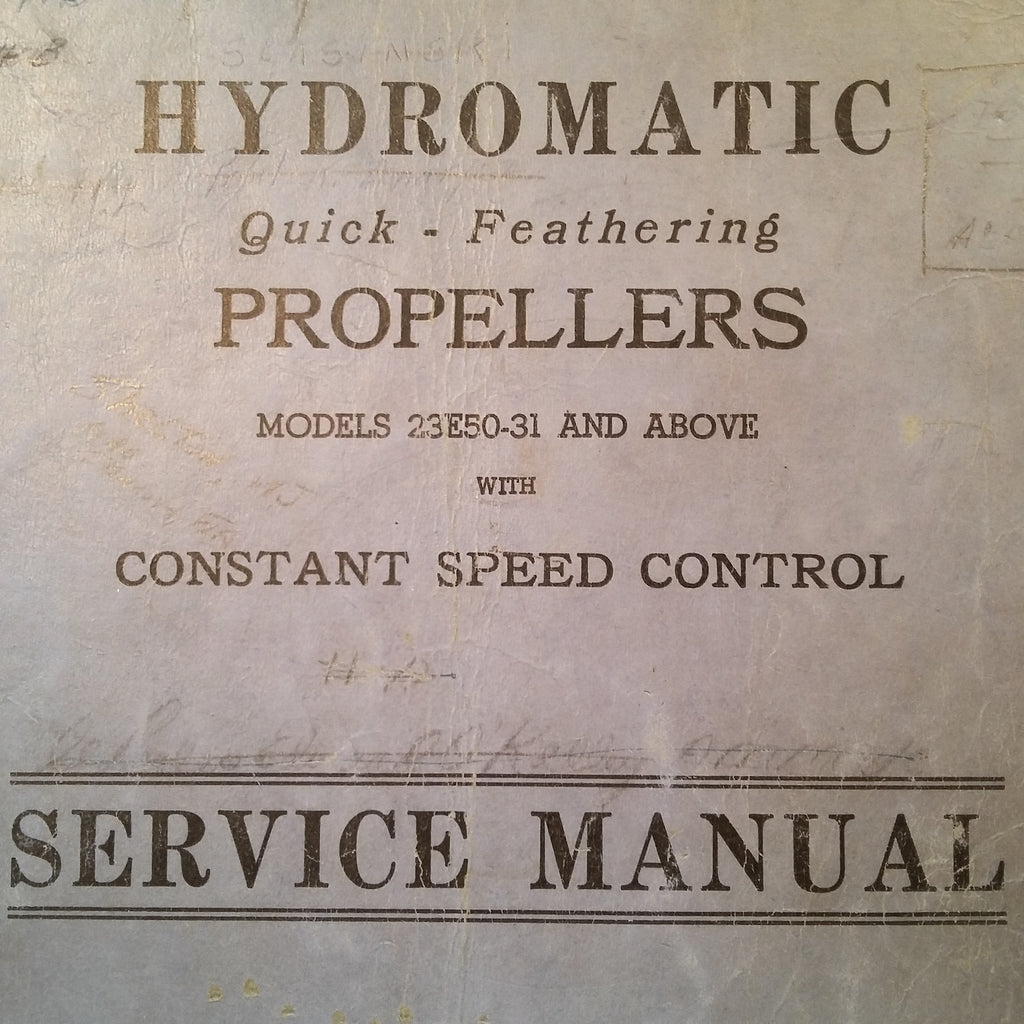 HYDROMATIC
Quick - Feathering
PROPELLERS
MODELS 23E50-31 AND ABOVE
WITH
CONSTANT SPEED CONTROL
SERVICE MANUAL